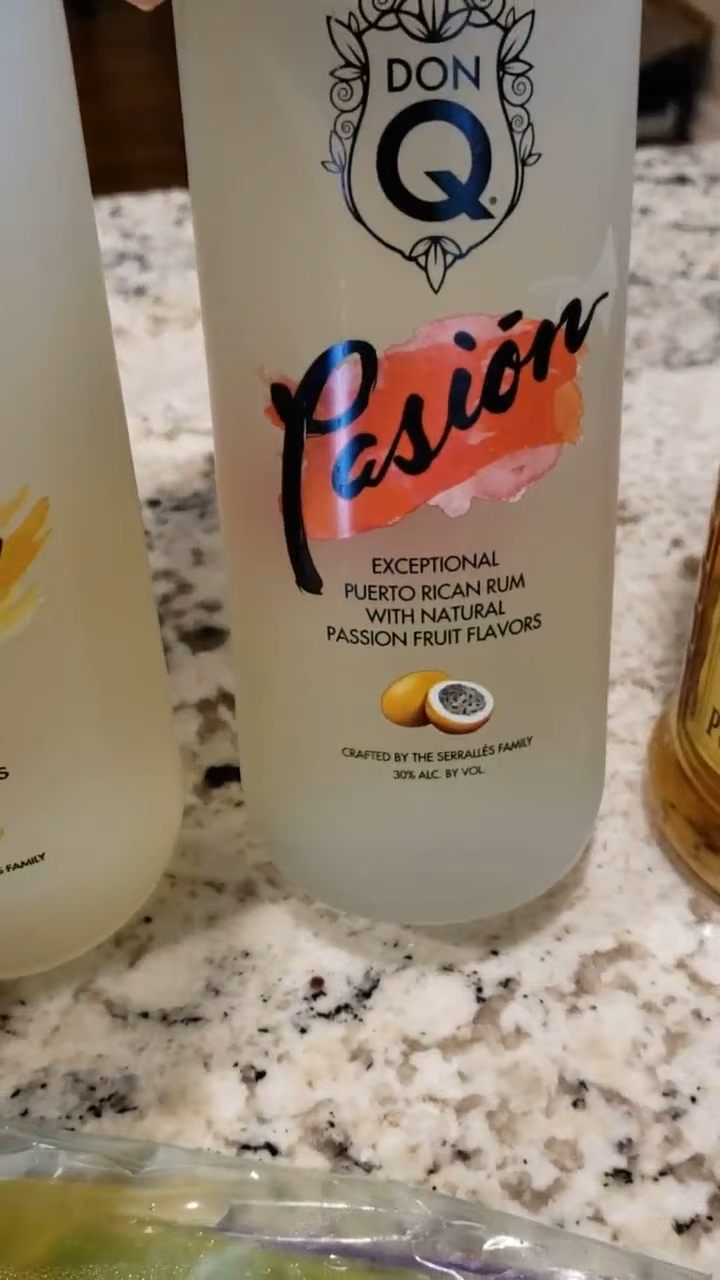 DON
Q
Pasión
EXCEPTIONAL
PUERTO RICAN RUM
WITH NATURAL
PASSION FRUIT FLAVORS
CRAFTED BY THE SERRALLÉS FAMILY
30% ALC. BY VOL.
S
FAMILY